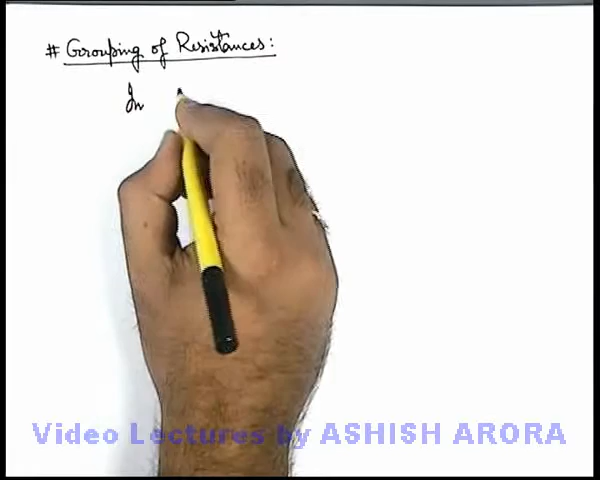 # Grouping of Resistances:
In
Video Lectures by ASHISH ARORA